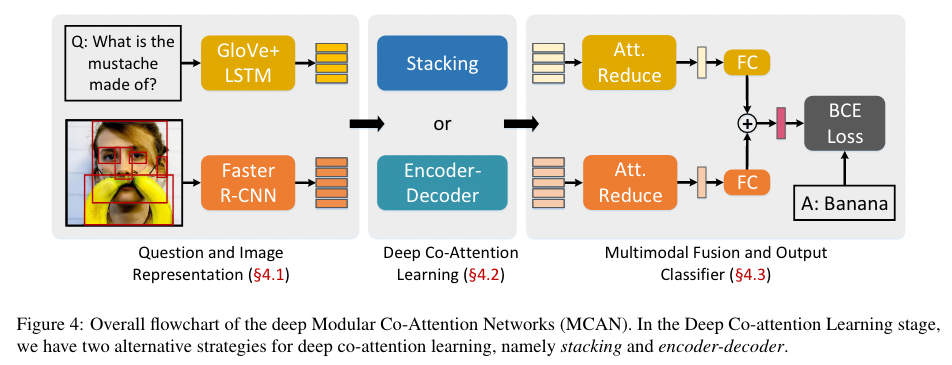 Q: What is the
mustache
made of?
GloVe+
LSTM
Faster
R-CNN
Question and Image
Representation (§4.1)
Stacking
or
Encoder-
Decoder
Deep Co-Attention
Learning (§4.2)
Att.
Reduce
FC
+
Att.
Reduce
FC
BCE
Loss
A: Banana
Multimodal Fusion and Output
Classifier (§4.3)
Figure 4: Overall flowchart of the deep Modular Co-Attention Networks (MCAN). In the Deep Co-attention Learning stage,
we have two alternative strategies for deep co-attention learning, namely stacking and encoder-decoder.